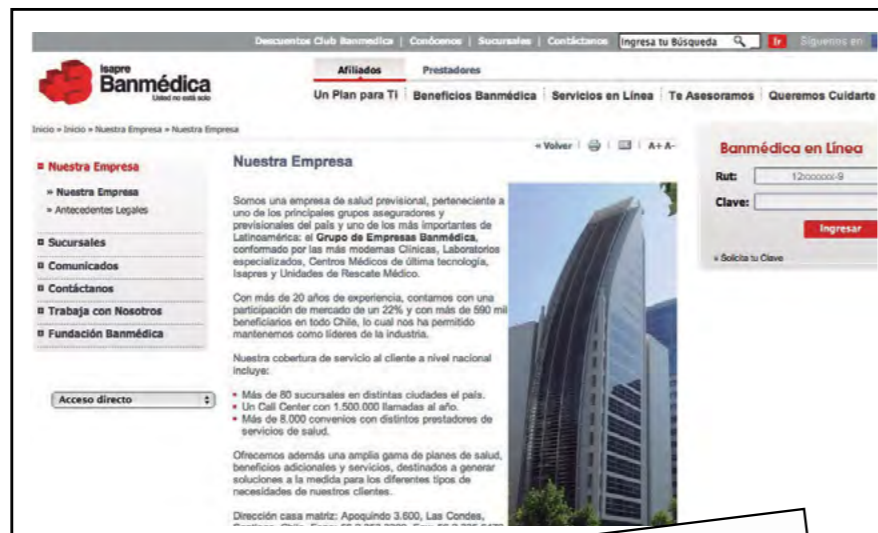 Descuentos Club Banmedica | Conócenos | Sucursales | Contáctanos Ingresa tu Búsqueda Ir Síguenos en
Isapre
Banmédica
Usted no está solo
Afiliados Prestadores
Un Plan para Ti Beneficios Banmédica Servicios en Línea Te Asesoramos Queremos Cuidarte
Inicio » Inicio » Nuestra Empresa » Nuestra Empresa
« Volver A+ A-
Nuestra Empresa
» Nuestra Empresa
» Antecedentes Legales
Sucursales
Comunicados
Contáctanos
Trabaja con Nosotros
Fundación Banmédica
Acceso directo
Nuestra Empresa
Somos una empresa de salud previsional, perteneciente a
uno de los principales grupos aseguradores y
previsionales del país y uno de los más importantes de
Latinoamérica: el Grupo de Empresas Banmédica,
conformado por las más modernas Clínicas, Laboratorios
especializados, Centros Médicos de última tecnología,
Isapres y Unidades de Rescate Médico.
Con más de 20 años de experiencia, contamos con una
participación de mercado de un 22% y con más de 590 mil
beneficiarios en todo Chile, lo cual nos ha permitido
mantenernos como líderes de la industria.
Nuestra cobertura de servicio al cliente a nivel nacional
incluye:
• Más de 80 sucursales en distintas ciudades el país.
• Un Call Center con 1.500.000 llamadas al año.
• Más de 8.000 convenios con distintos prestadores de
servicios de salud.
Ofrecemos además una amplia gama de planes de salud,
beneficios adicionales y servicios, destinados a generar
soluciones a la medida para los diferentes tipos de
necesidades de nuestros clientes.
Dirección casa matriz: Apoquindo 3.600, Las Condes,
Banmédica en Línea
Rut: 12xxxxxx-9
Clave:
Ingresar
» Solicita tu Clave